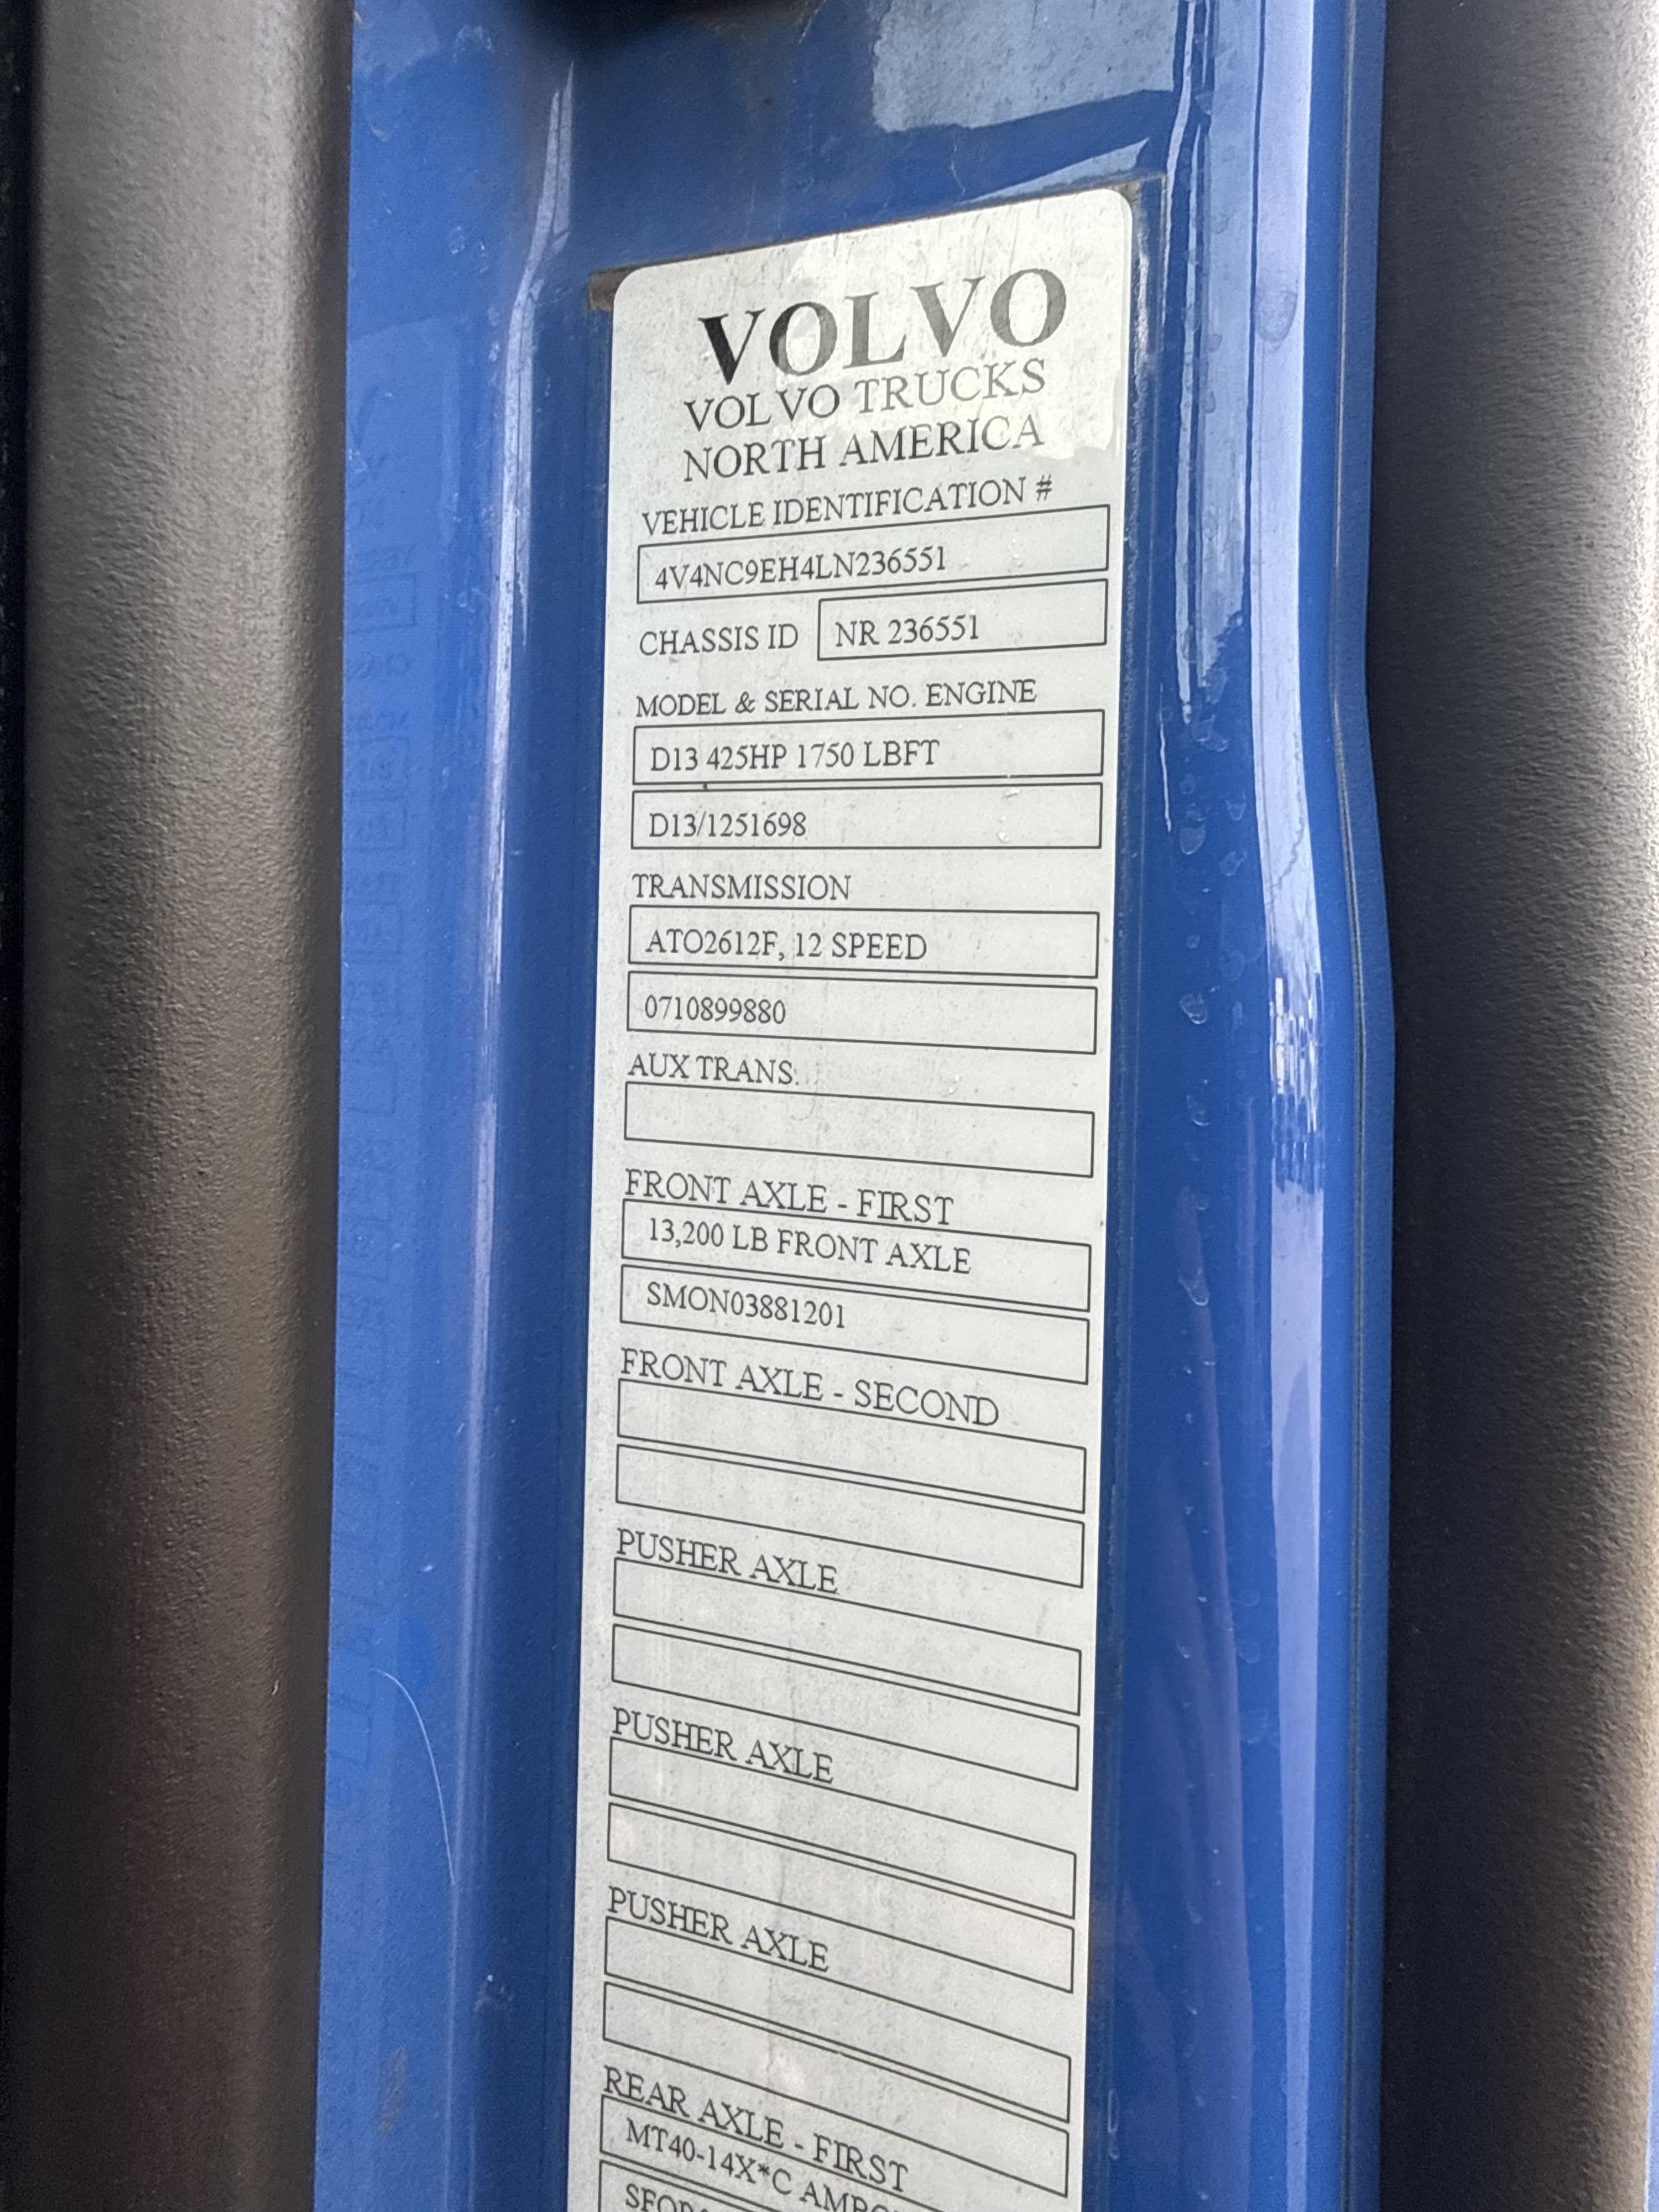 VOLVO
VOLVO TRUCKS
NORTH AMERICA
VEHICLE IDENTIFICATION #
4V4NC9EH4LN236551
CHASSIS ID NR 236551
MODEL & SERIAL NO. ENGINE
D13 425HP 1750 LBFT
D13/1251698
TRANSMISSION
ATO2612F, 12 SPEED
0710899880
AUX TRANS.
FRONT AXLE - FIRST
13,200 LB FRONT AXLE
SMON03881201
FRONT AXLE - SECOND
PUSHER AXLE
PUSHER AXLE
PUSHER AXLE
REAR AXLE - FIRST
MT40-14X*C